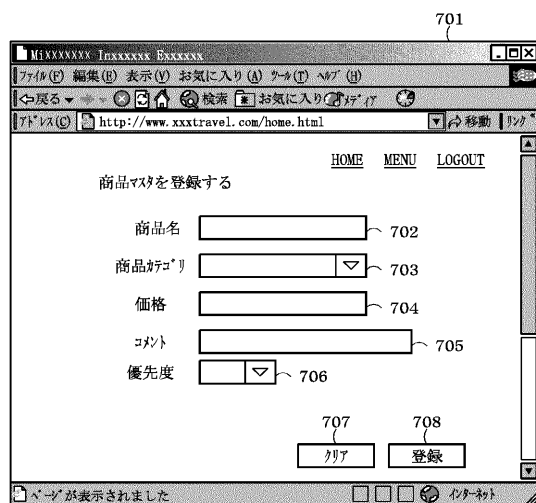 701
Mixxxxxxx Inxxxxxx Exxxxxx
ﾌｧｲﾙ(F) 編集(E) 表示(V) お気に入り(A) ﾂｰﾙ(T) ﾍﾙﾌﾟ(H)
戻る 検索 お気に入り ﾒﾃﾞｨｱ
ｱﾄﾞﾚｽ(C) http://www.xxxtravel.com/home.html 移動 ﾘﾝｸ
HOME MENU LOGOUT
商品ﾏｽﾀを登録する
商品名 702
商品ｶﾃｺﾞﾘ 703
価格 704
ｺﾒﾝﾄ 705
優先度 706
707 708
ｸﾘｱ 登録
ﾍﾟｰｼﾞが表示されました ｲﾝﾀｰﾈｯﾄ